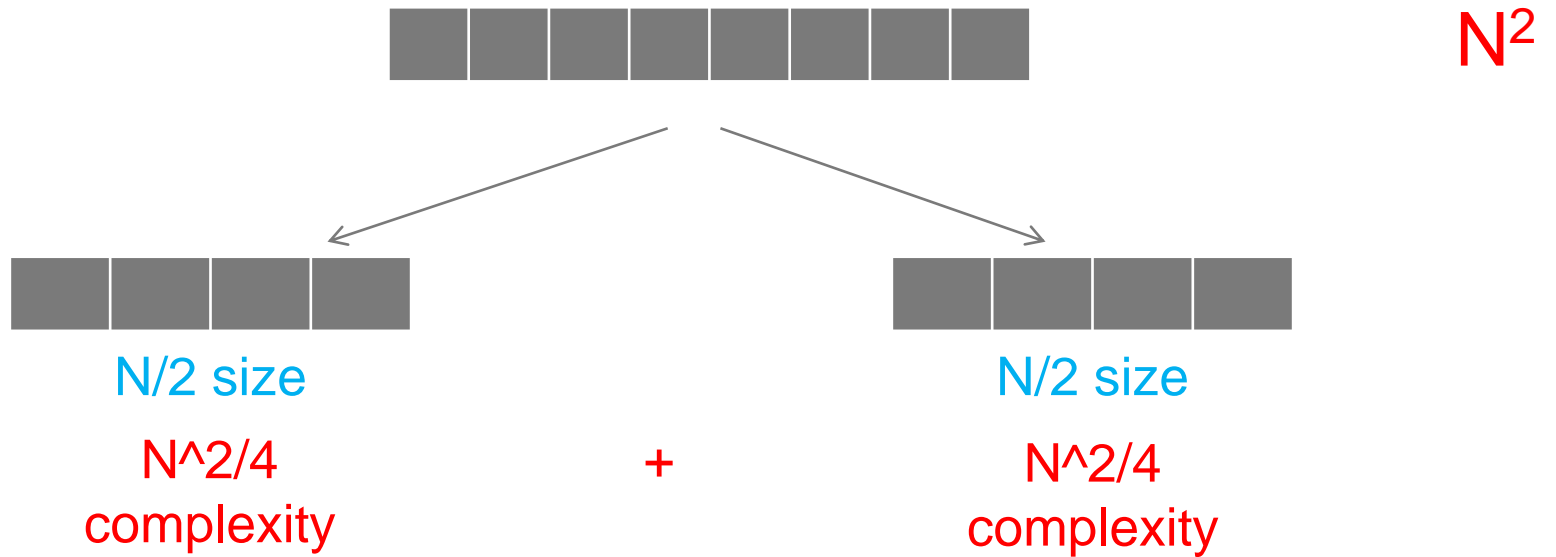 N²
N/2 size
N/2 size
N^2/4
+
N^2/4
complexity
complexity